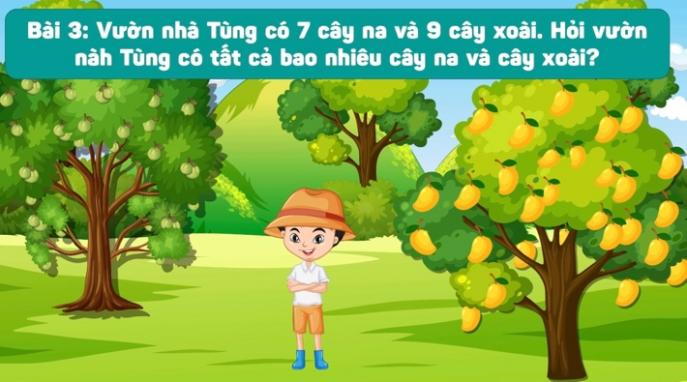 Bài 3: Vườn nhà Tùng có 7 cây na và 9 cây xoài. Hỏi vườn
nàh Tùng có tất cả bao nhiêu cây na và cây xoài?